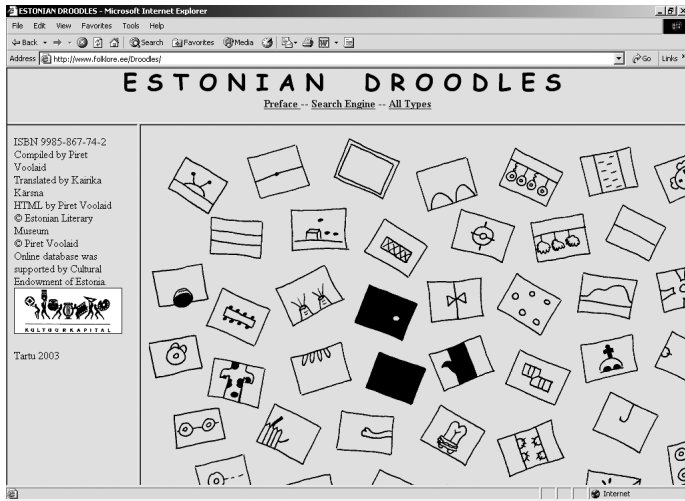 ESTONIAN DROODLES - Microsoft Internet Explorer
File Edit View Favorites Tools Help
Back Search Favorites Media
Address http://www.folklore.ee/Droodles/ Go Links
ESTONIAN DROODLES
Preface -- Search Engine -- All Types
ISBN 9985-867-74-2
Compiled by Piret
Voolaid
Translated by Kairika
Kärsna
HTML by Piret Voolaid
© Estonian Literary
Museum
© Piret Voolaid
Online database was
supported by Cultural
Endowment of Estonia.
KULTUURKAPITAL
Tartu 2003
Internet